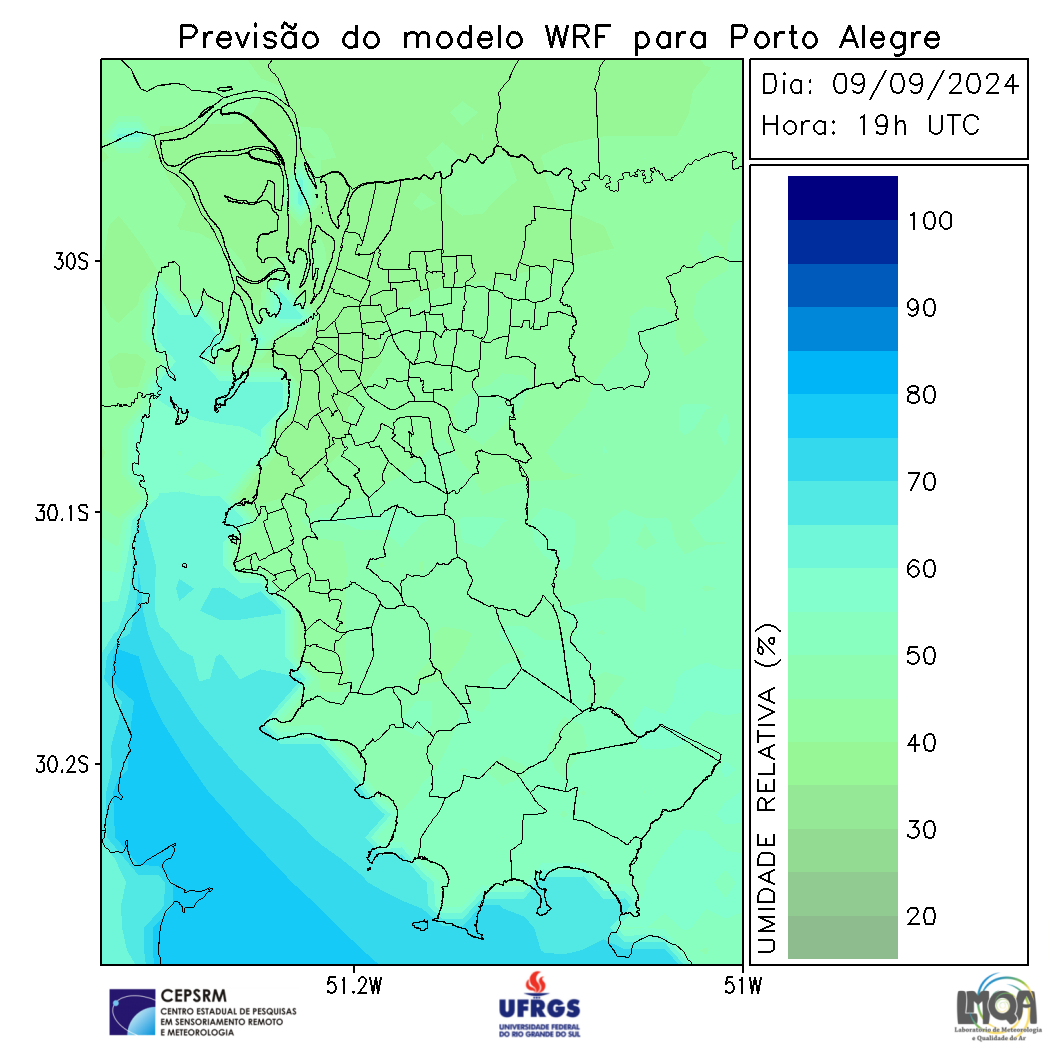 Previsão do modelo WRF para Porto Alegre
Dia: 09/09/2024
Hora: 19h UTC
100
90
80
70
60
50
40
30
20
UMIDADE RELATIVA (%)
30S
30.1S
30.2S
51.2W
51W
CEPSRM
CENTRO ESTADUAL DE PESQUISAS
EM SENSORIAMENTO REMOTO
E METEOROLOGIA
UFRGS
UNIVERSIDADE FEDERAL
DO RIO GRANDE DO SUL
LMQA
Laboratório de Meteorologia
e Qualidade do Ar